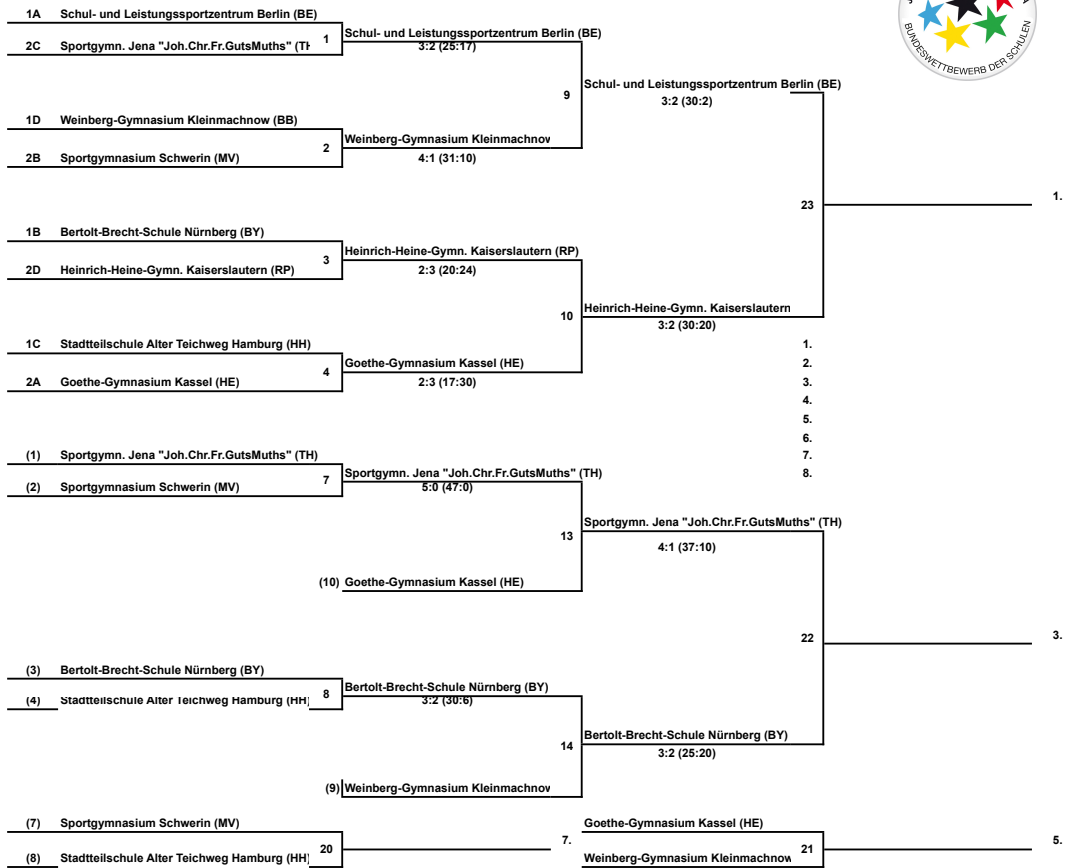 1A Schul- und Leistungssportzentrum Berlin (BE)
2C Sportgymn. Jena "Joh.Chr.Fr.GutsMuths" (TH
1
Schul- und Leistungssportzentrum Berlin (BE)
3:2 (25:17)
BUNDESWETTBEWERB DER SCHULEN
9
Schul- und Leistungssportzentrum Berlin (BE)
3:2 (30:2)
1D Weinberg-Gymnasium Kleinmachnow (BB)
2
Weinberg-Gymnasium Kleinmachnow
4:1 (31:10)
2B Sportgymnasium Schwerin (MV)
23
1.
1B Bertolt-Brecht-Schule Nürnberg (BY)
3
Heinrich-Heine-Gymn. Kaiserslautern (RP)
2:3 (20:24)
2D Heinrich-Heine-Gymn. Kaiserslautern (RP)
10
Heinrich-Heine-Gymn. Kaiserslautern
3:2 (30:20)
1C Stadtteilschule Alter Teichweg Hamburg (HH)
4
Goethe-Gymnasium Kassel (HE)
2:3 (17:30)
2A Goethe-Gymnasium Kassel (HE)
1.
2.
3.
4.
5.
6.
7.
8.
(1) Sportgymn. Jena "Joh.Chr.Fr.GutsMuths" (TH)
7
Sportgymn. Jena "Joh.Chr.Fr.GutsMuths" (TH)
5:0 (47:0)
(2) Sportgymnasium Schwerin (MV)
13
Sportgymn. Jena "Joh.Chr.Fr.GutsMuths" (TH)
4:1 (37:10)
(10) Goethe-Gymnasium Kassel (HE)
22
3.
(3) Bertolt-Brecht-Schule Nürnberg (BY)
8
Bertolt-Brecht-Schule Nürnberg (BY)
3:2 (30:6)
(4) Stadtteilschule Alter Teichweg Hamburg (HH)
14
Bertolt-Brecht-Schule Nürnberg (BY)
3:2 (25:20)
(9) Weinberg-Gymnasium Kleinmachnow
(7) Sportgymnasium Schwerin (MV)
20
7.
(8) Stadtteilschule Alter Teichweg Hamburg (HH)
Goethe-Gymnasium Kassel (HE)
21
5.
Weinberg-Gymnasium Kleinmachnow